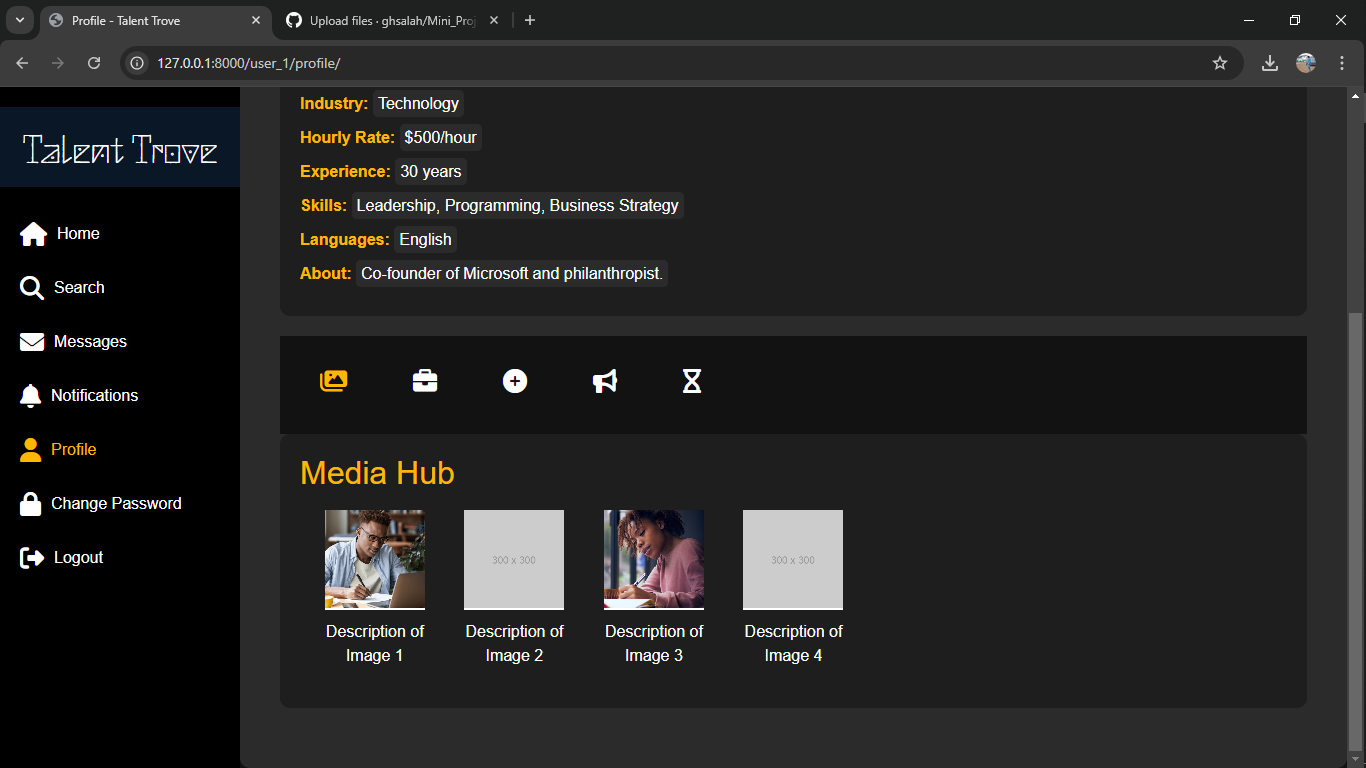 Profile - Talent Trove
Upload files · ghsalah/Mini_Proj
127.0.0.1:8000/user_1/profile/
Talent Trove
Home
Search
Messages
Notifications
Profile
Change Password
Logout
Industry: Technology
Hourly Rate: $500/hour
Experience: 30 years
Skills: Leadership, Programming, Business Strategy
Languages: English
About: Co-founder of Microsoft and philanthropist.
Media Hub
300 x 300
300 x 300
Description of
Image 1
Description of
Image 2
Description of
Image 3
Description of
Image 4